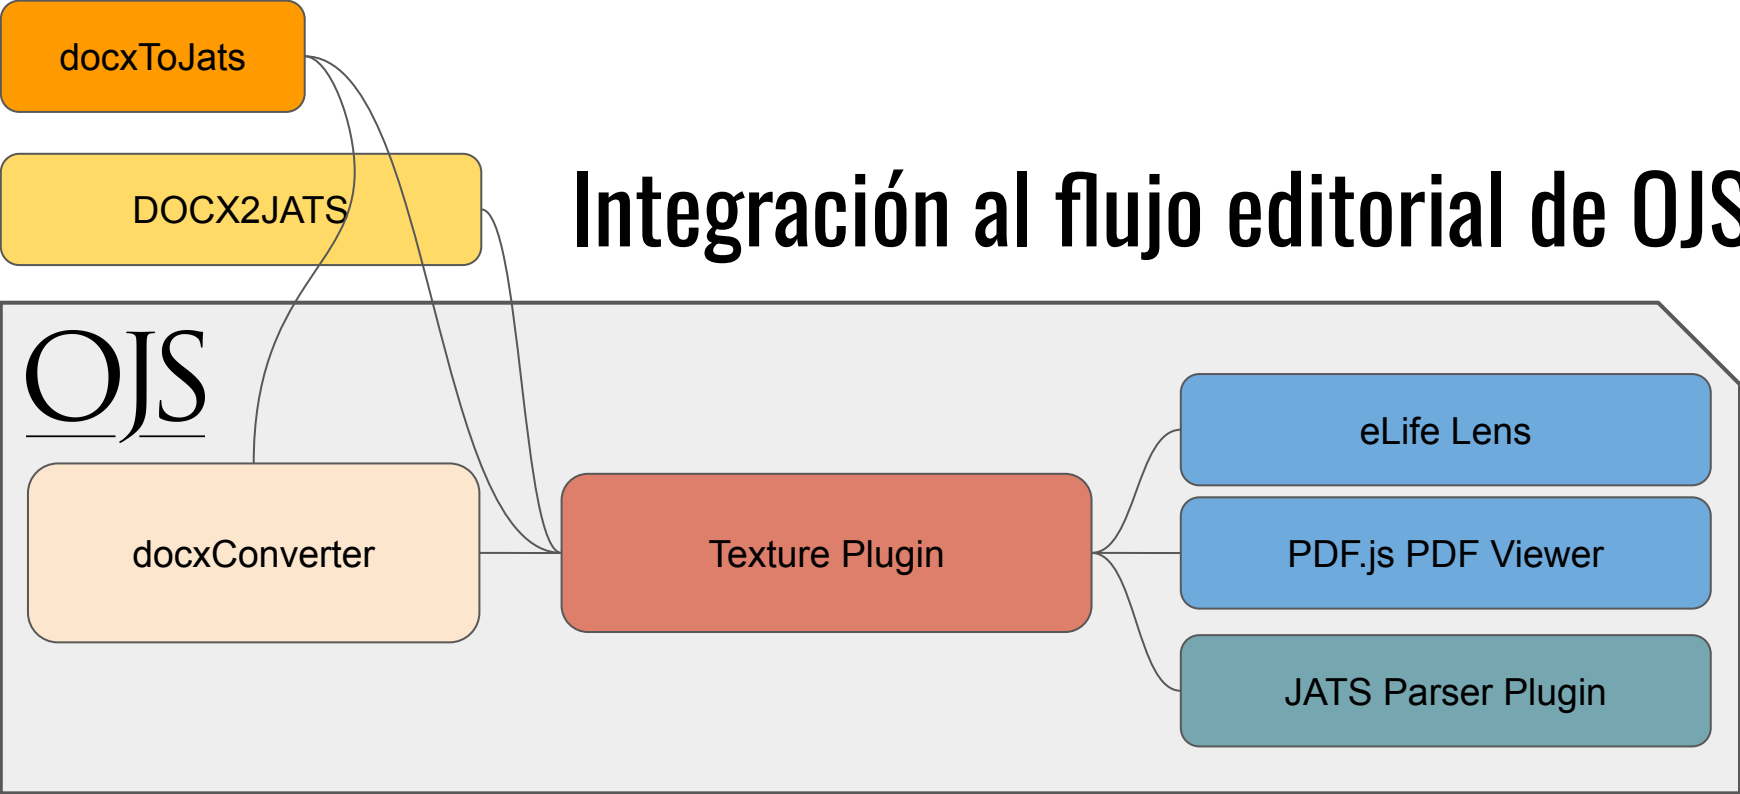 docxToJats
DOCX2JATS
Integración al flujo editorial de OJS
OJS
docxConverter
Texture Plugin
eLife Lens
PDF.js PDF Viewer
JATS Parser Plugin